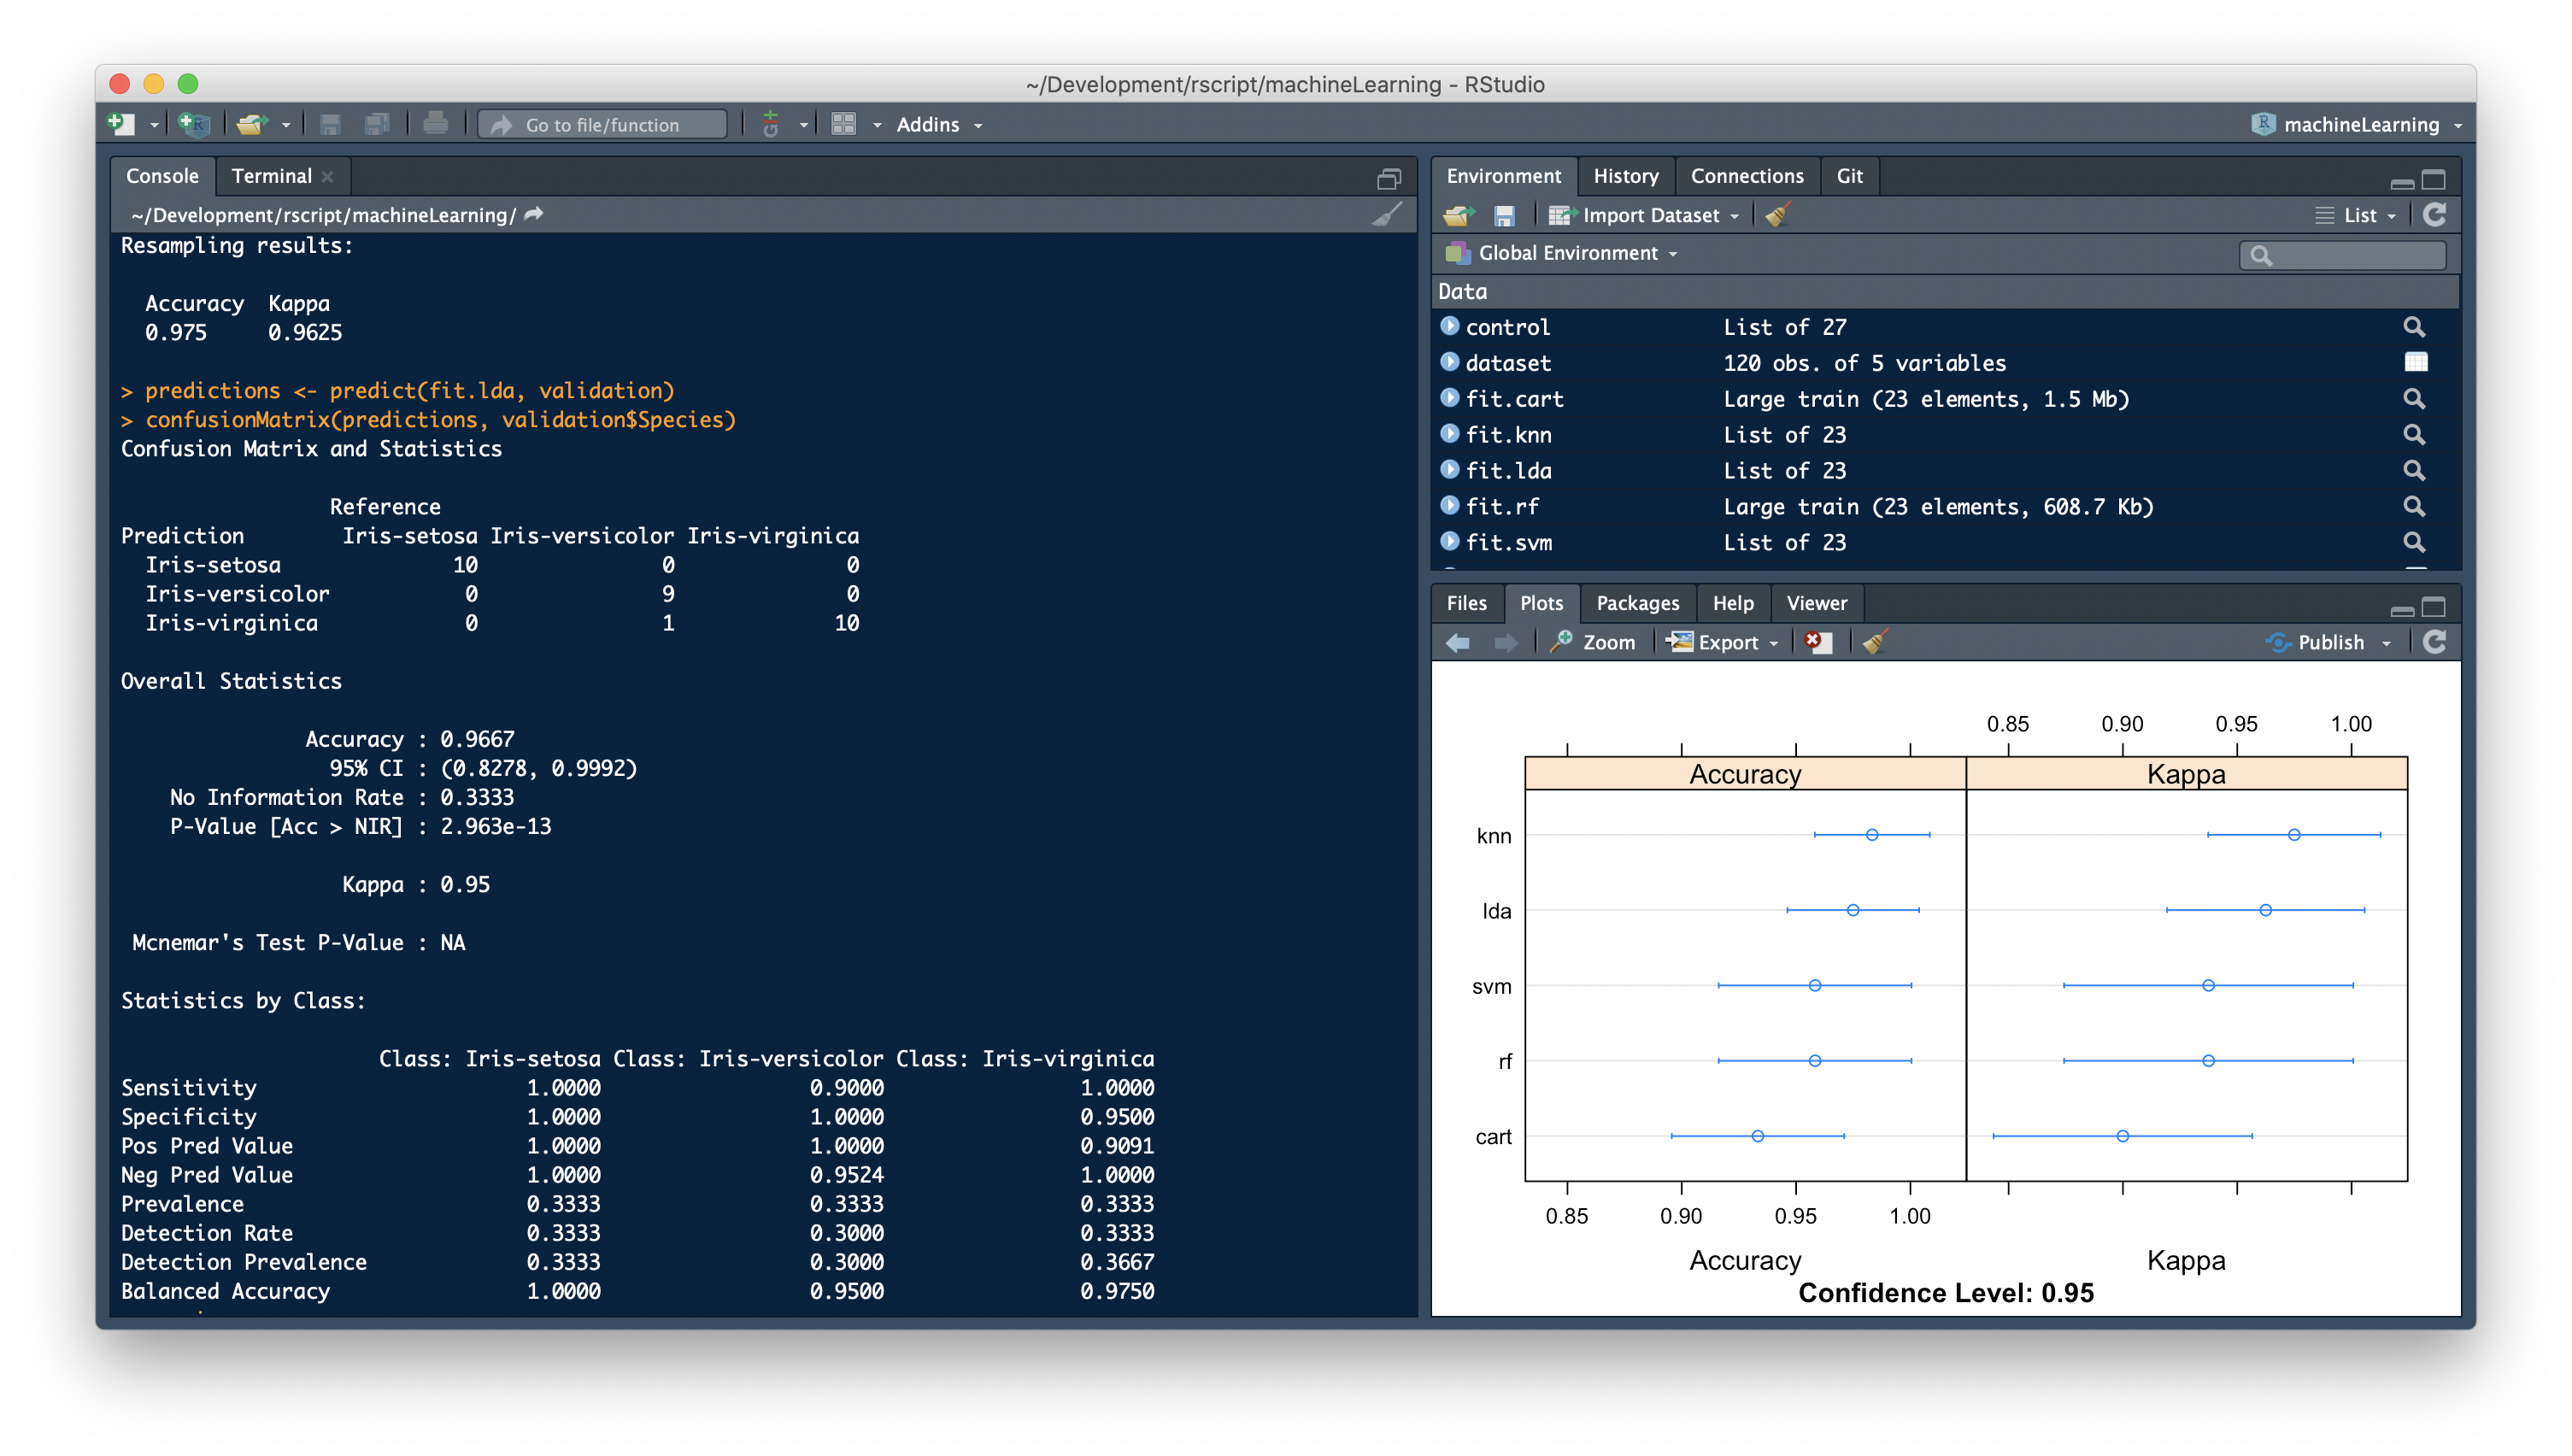 ~/Development/rscript/machineLearning - RStudio
Go to file/function
Addins
machineLearning
Console Terminal
~/Development/rscript/machineLearning/
Resampling results:
Accuracy Kappa
0.975 0.9625
> predictions <- predict(fit.lda, validation)
> confusionMatrix(predictions, validation$Species)
Confusion Matrix and Statistics
Reference
Prediction Iris-setosa Iris-versicolor Iris-virginica
Iris-setosa 10 0 0
Iris-versicolor 0 9 0
Iris-virginica 0 1 10
Overall Statistics
Accuracy : 0.9667
95% CI : (0.8278, 0.9992)
No Information Rate : 0.3333
P-Value [Acc > NIR] : 2.963e-13
Kappa : 0.95
Mcnemar's Test P-Value : NA
Statistics by Class:
Class: Iris-setosa Class: Iris-versicolor Class: Iris-virginica
Sensitivity 1.0000 0.9000 1.0000
Specificity 1.0000 1.0000 0.9500
Pos Pred Value 1.0000 1.0000 0.9091
Neg Pred Value 1.0000 0.9524 1.0000
Prevalence 0.3333 0.3333 0.3333
Detection Rate 0.3333 0.3000 0.3333
Detection Prevalence 0.3333 0.3000 0.3667
Balanced Accuracy 1.0000 0.9500 0.9750
Environment History Connections Git
Import Dataset List
Global Environment
Data
control List of 27
dataset 120 obs. of 5 variables
fit.cart Large train (23 elements, 1.5 Mb)
fit.knn List of 23
fit.lda List of 23
fit.rf Large train (23 elements, 608.7 Kb)
fit.svm List of 23
Files Plots Packages Help Viewer
Zoom Export Publish
0.85 0.90 0.95 1.00
Accuracy Kappa
knn
lda
svm
rf
cart
0.85 0.90 0.95 1.00
Accuracy Kappa
Confidence Level: 0.95